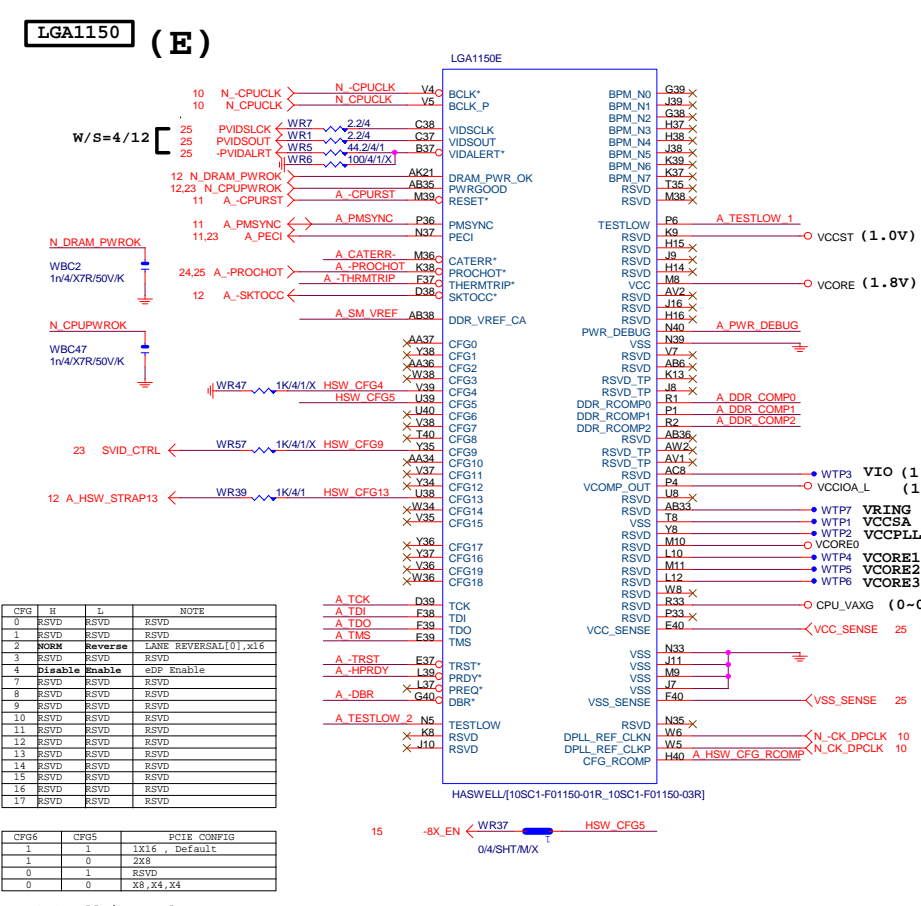 LGA1150
(E)
LGA1150E
10 N_-CPUCLK N_-CPUCLK V4 BCLK* BPM_N0 G39
10 N_CPUCLK N_CPUCLK V5 BCLK_P BPM_N1 J39
BPM_N2 G38
W/S=4/12
25 PVIDSLCK WR7 2.2/4 C38 VIDSCLK BPM_N3 H37
25 PVIDSOUT WR1 2.2/4 C37 VIDSOUT BPM_N4 H38
25 -PVIDALRT WR5 44.2/4/1 B37 VIDALERT* BPM_N5 J38
WR6 100/4/1/X BPM_N6 K39
12 N_DRAM_PWROK AK21 DRAM_PWR_OK BPM_N7 K37
12,23 N_CPUPWROK AB35 PWRGOOD RSVD T35
11 A_-CPURST A_-CPURST M39 RESET* RSVD M38
11 A_PMSYNC A_PMSYNC P36 PMSYNC TESTLOW P6 A_TESTLOW_1
11,23 A_PECI N37 PECI RSVD K9 VCCST (1.0V)
RSVD H15
A_CATERR- M36 CATERR* RSVD J9
24,25 A_-PROCHOT A_-PROCHOT K38 PROCHOT* RSVD H14
A_-THRMTRIP F37 THERMTRIP* VCC M8 VCORE (1.8V)
12 A_-SKTOCC D38 SKTOCC* RSVD AV2
RSVD J16
A_SM_VREF AB38 DDR_VREF_CA RSVD H16
PWR_DEBUG N40 A_PWR_DEBUG
N_DRAM_PWROK
WBC2
1n/4/X7R/50V/K
N_CPUPWROK
WBC47
1n/4/X7R/50V/K
AA37 CFG0 VSS N39
Y38 CFG1 RSVD V7
AA36 CFG2 RSVD AB6
W38 CFG3 RSVD_TP K13
WR47 1K/4/1/X HSW_CFG4 V39 CFG4 RSVD_TP J8
HSW_CFG5 U39 CFG5 DDR_RCOMP0 R1 A_DDR_COMP0
U40 CFG6 DDR_RCOMP1 P1 A_DDR_COMP1
V38 CFG7 DDR_RCOMP2 R2 A_DDR_COMP2
T40 CFG8 RSVD AB36
23 SVID_CTRL WR57 1K/4/1/X HSW_CFG9 Y35 CFG9 RSVD_TP AW2
AA34 CFG10 RSVD_TP AV1
V37 CFG11 RSVD AC8 WTP3 VIO (1
Y34 CFG12 VCOMP_OUT P4 VCCIOA_L (1
12 A_HSW_STRAP13 WR39 1K/4/1 HSW_CFG13 U38 CFG13 RSVD U8
W34 CFG14 RSVD AB33 WTP7 VRING
V35 CFG15 VSS T8 WTP1 VCCSA
RSVD Y8 WTP2 VCCPLL
Y36 CFG17 RSVD M10 VCORE0
Y37 CFG16 RSVD L10 WTP4 VCORE1
V36 CFG19 RSVD M11 WTP5 VCORE2
W36 CFG18 RSVD L12 WTP6 VCORE3
RSVD W8
A_TCK D39 TCK RSVD R33 CPU_VAXG (0~
A_TDI F38 TDI RSVD P33
A_TDO F39 TDO VCC_SENSE E40 VCC_SENSE 25
A_TMS E39 TMS
VSS N33
A_-TRST E37 TRST* VSS J11
A_-HPRDY L39 PRDY* VSS M9
L37 PREQ* VSS J7
A_-DBR G40 DBR* VSS_SENSE F40 VSS_SENSE 25
A_TESTLOW_2 N5 TESTLOW RSVD N35
K8 RSVD DPLL_REF_CLKN W6 N_-CK_DPCLK 10
J10 RSVD DPLL_REF_CLKP W5 N_CK_DPCLK 10
CFG_RCOMP H40 A_HSW_CFG_RCOMP
HASWELL/[10SC1-F01150-01R_10SC1-F01150-03R]
15 -8X_EN WR37 HSW_CFG5
0/4/SHT/M/X
CFG H L NOTE
0 RSVD RSVD RSVD
1 RSVD RSVD RSVD
2 NORM Reverse LANE REVERSAL[0],x16
3 RSVD RSVD RSVD
4 Disable Enable eDP Enable
7 RSVD RSVD RSVD
8 RSVD RSVD RSVD
9 RSVD RSVD RSVD
10 RSVD RSVD RSVD
11 RSVD RSVD RSVD
12 RSVD RSVD RSVD
13 RSVD RSVD RSVD
14 RSVD RSVD RSVD
15 RSVD RSVD RSVD
16 RSVD RSVD RSVD
17 RSVD RSVD RSVD
CFG6 CFG5 PCIE CONFIG
1 1 1X16 , Default
1 0 2X8
0 1 RSVD
0 0 X8,X4,X4